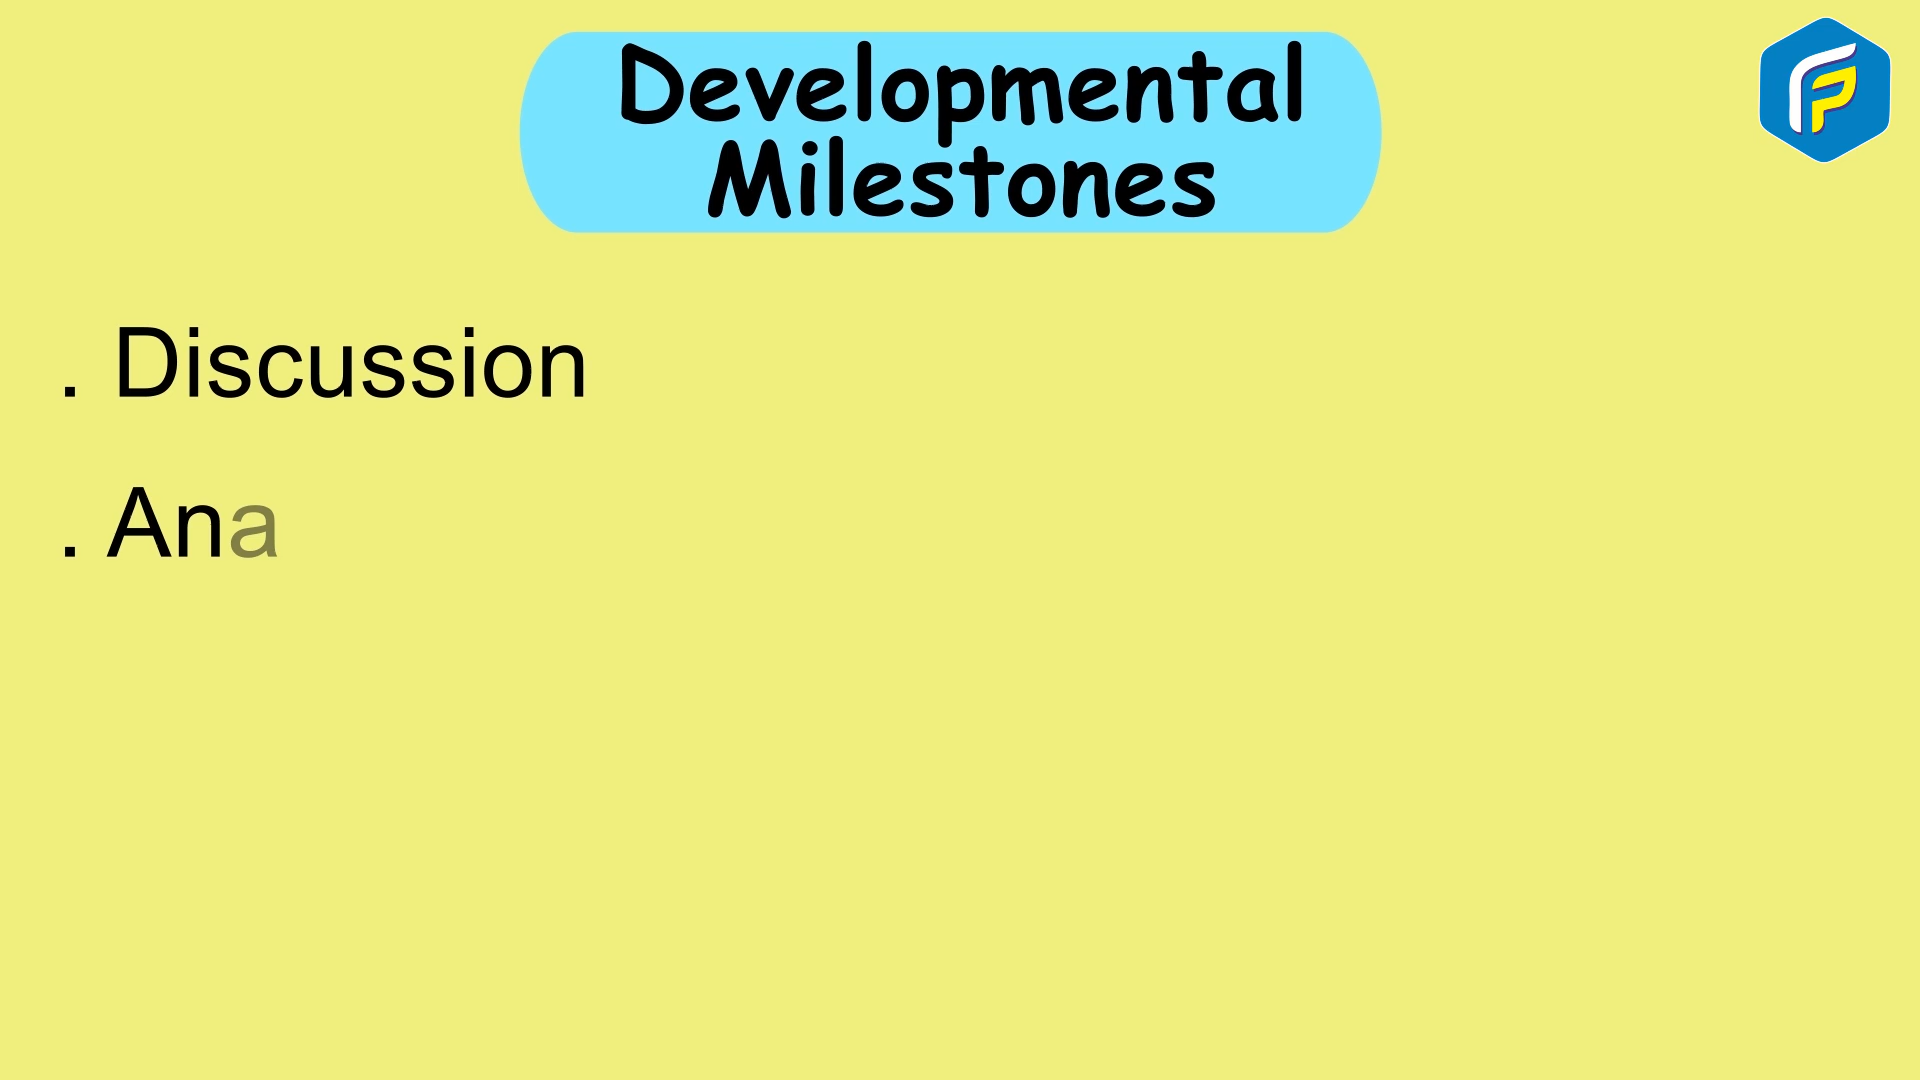 Developmental
Milestones
. Discussion
. Ana